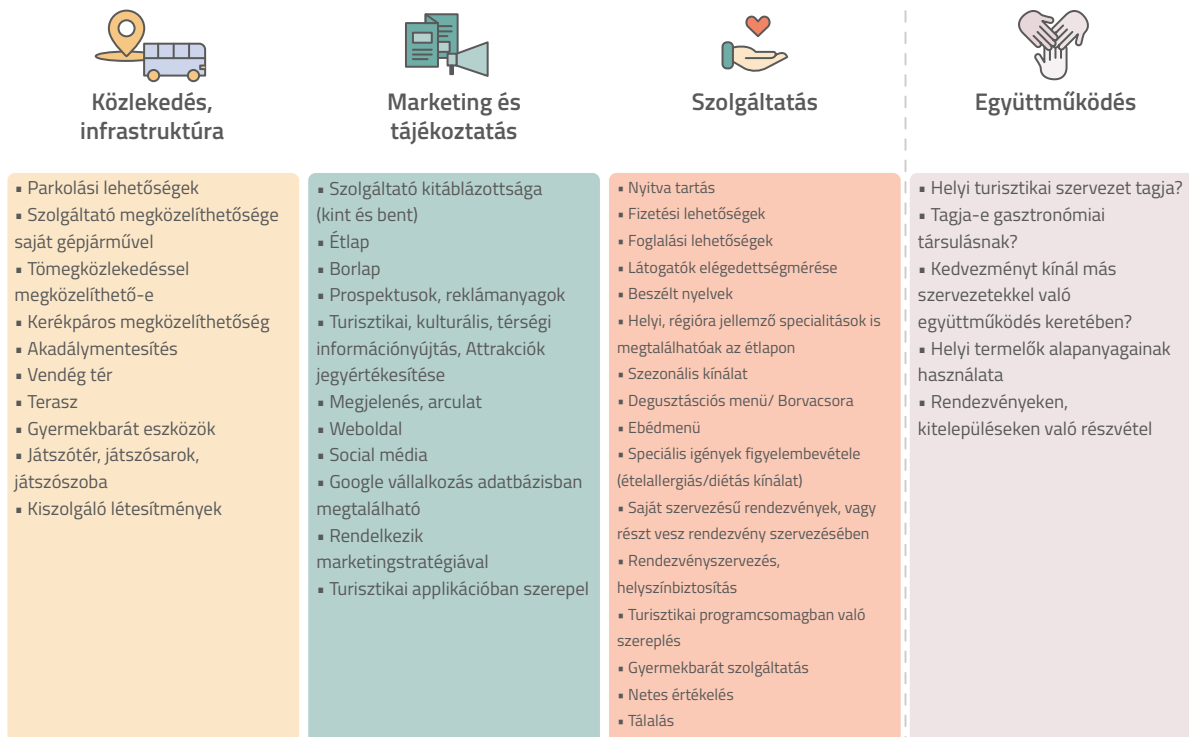 Közlekedés,
infrastruktúra
▪ Parkolási lehetőségek
▪ Szolgáltató megközelíthetősége
saját gépjárművel
▪ Tömegközlekedéssel
megközelíthető-e
▪ Kerékpáros megközelíthetőség
▪ Akadálymentesítés
▪ Vendég tér
▪ Terasz
▪ Gyermekbarát eszközök
▪ Játszótér, játszósarok,
játszószoba
▪ Kiszolgáló létesítmények
Marketing és
tájékoztatás
▪ Szolgáltató kitáblázottsága
(kint és bent)
▪ Étlap
▪ Borlap
▪ Prospektusok, reklámanyagok
▪ Turisztikai, kulturális, térségi
információnyújtás, Attrakciók
jegyértékesítése
▪ Megjelenés, arculat
▪ Weboldal
▪ Social média
▪ Google vállalkozás adatbázisban
megtalálható
▪ Rendelkezik
marketingstratégiával
▪ Turisztikai applikációban szerepel
Szolgáltatás
▪ Nyitva tartás
▪ Fizetési lehetőségek
▪ Foglalási lehetőségek
▪ Látogatók elégedettségmérése
▪ Beszélt nyelvek
▪ Helyi, régióra jellemző specialitások is
megtalálhatóak az étlapon
▪ Szezonális kínálat
▪ Degusztásciós menü/ Borvacsora
▪ Ebédmenü
▪ Speciális igények figyelembevétele
(ételallergiás/diétás kínálat)
▪ Saját szervezésű rendezvények, vagy
részt vesz rendezvény szervezésében
▪ Rendezvényszervezés,
helyszínbiztosítás
▪ Turisztikai programcsomagban való
szereplés
▪ Gyermekbarát szolgáltatás
▪ Netes értékelés
▪ Tálalás
Együttműködés
▪ Helyi turisztikai szervezet tagja?
▪ Tagja-e gasztronómiai
társulásnak?
▪ Kedvezményt kínál más
szervezetekkel való
együttműködés keretében?
▪ Helyi termelők alapanyagainak
használata
▪ Rendezvényeken,
kitelepüléseken való részvétel